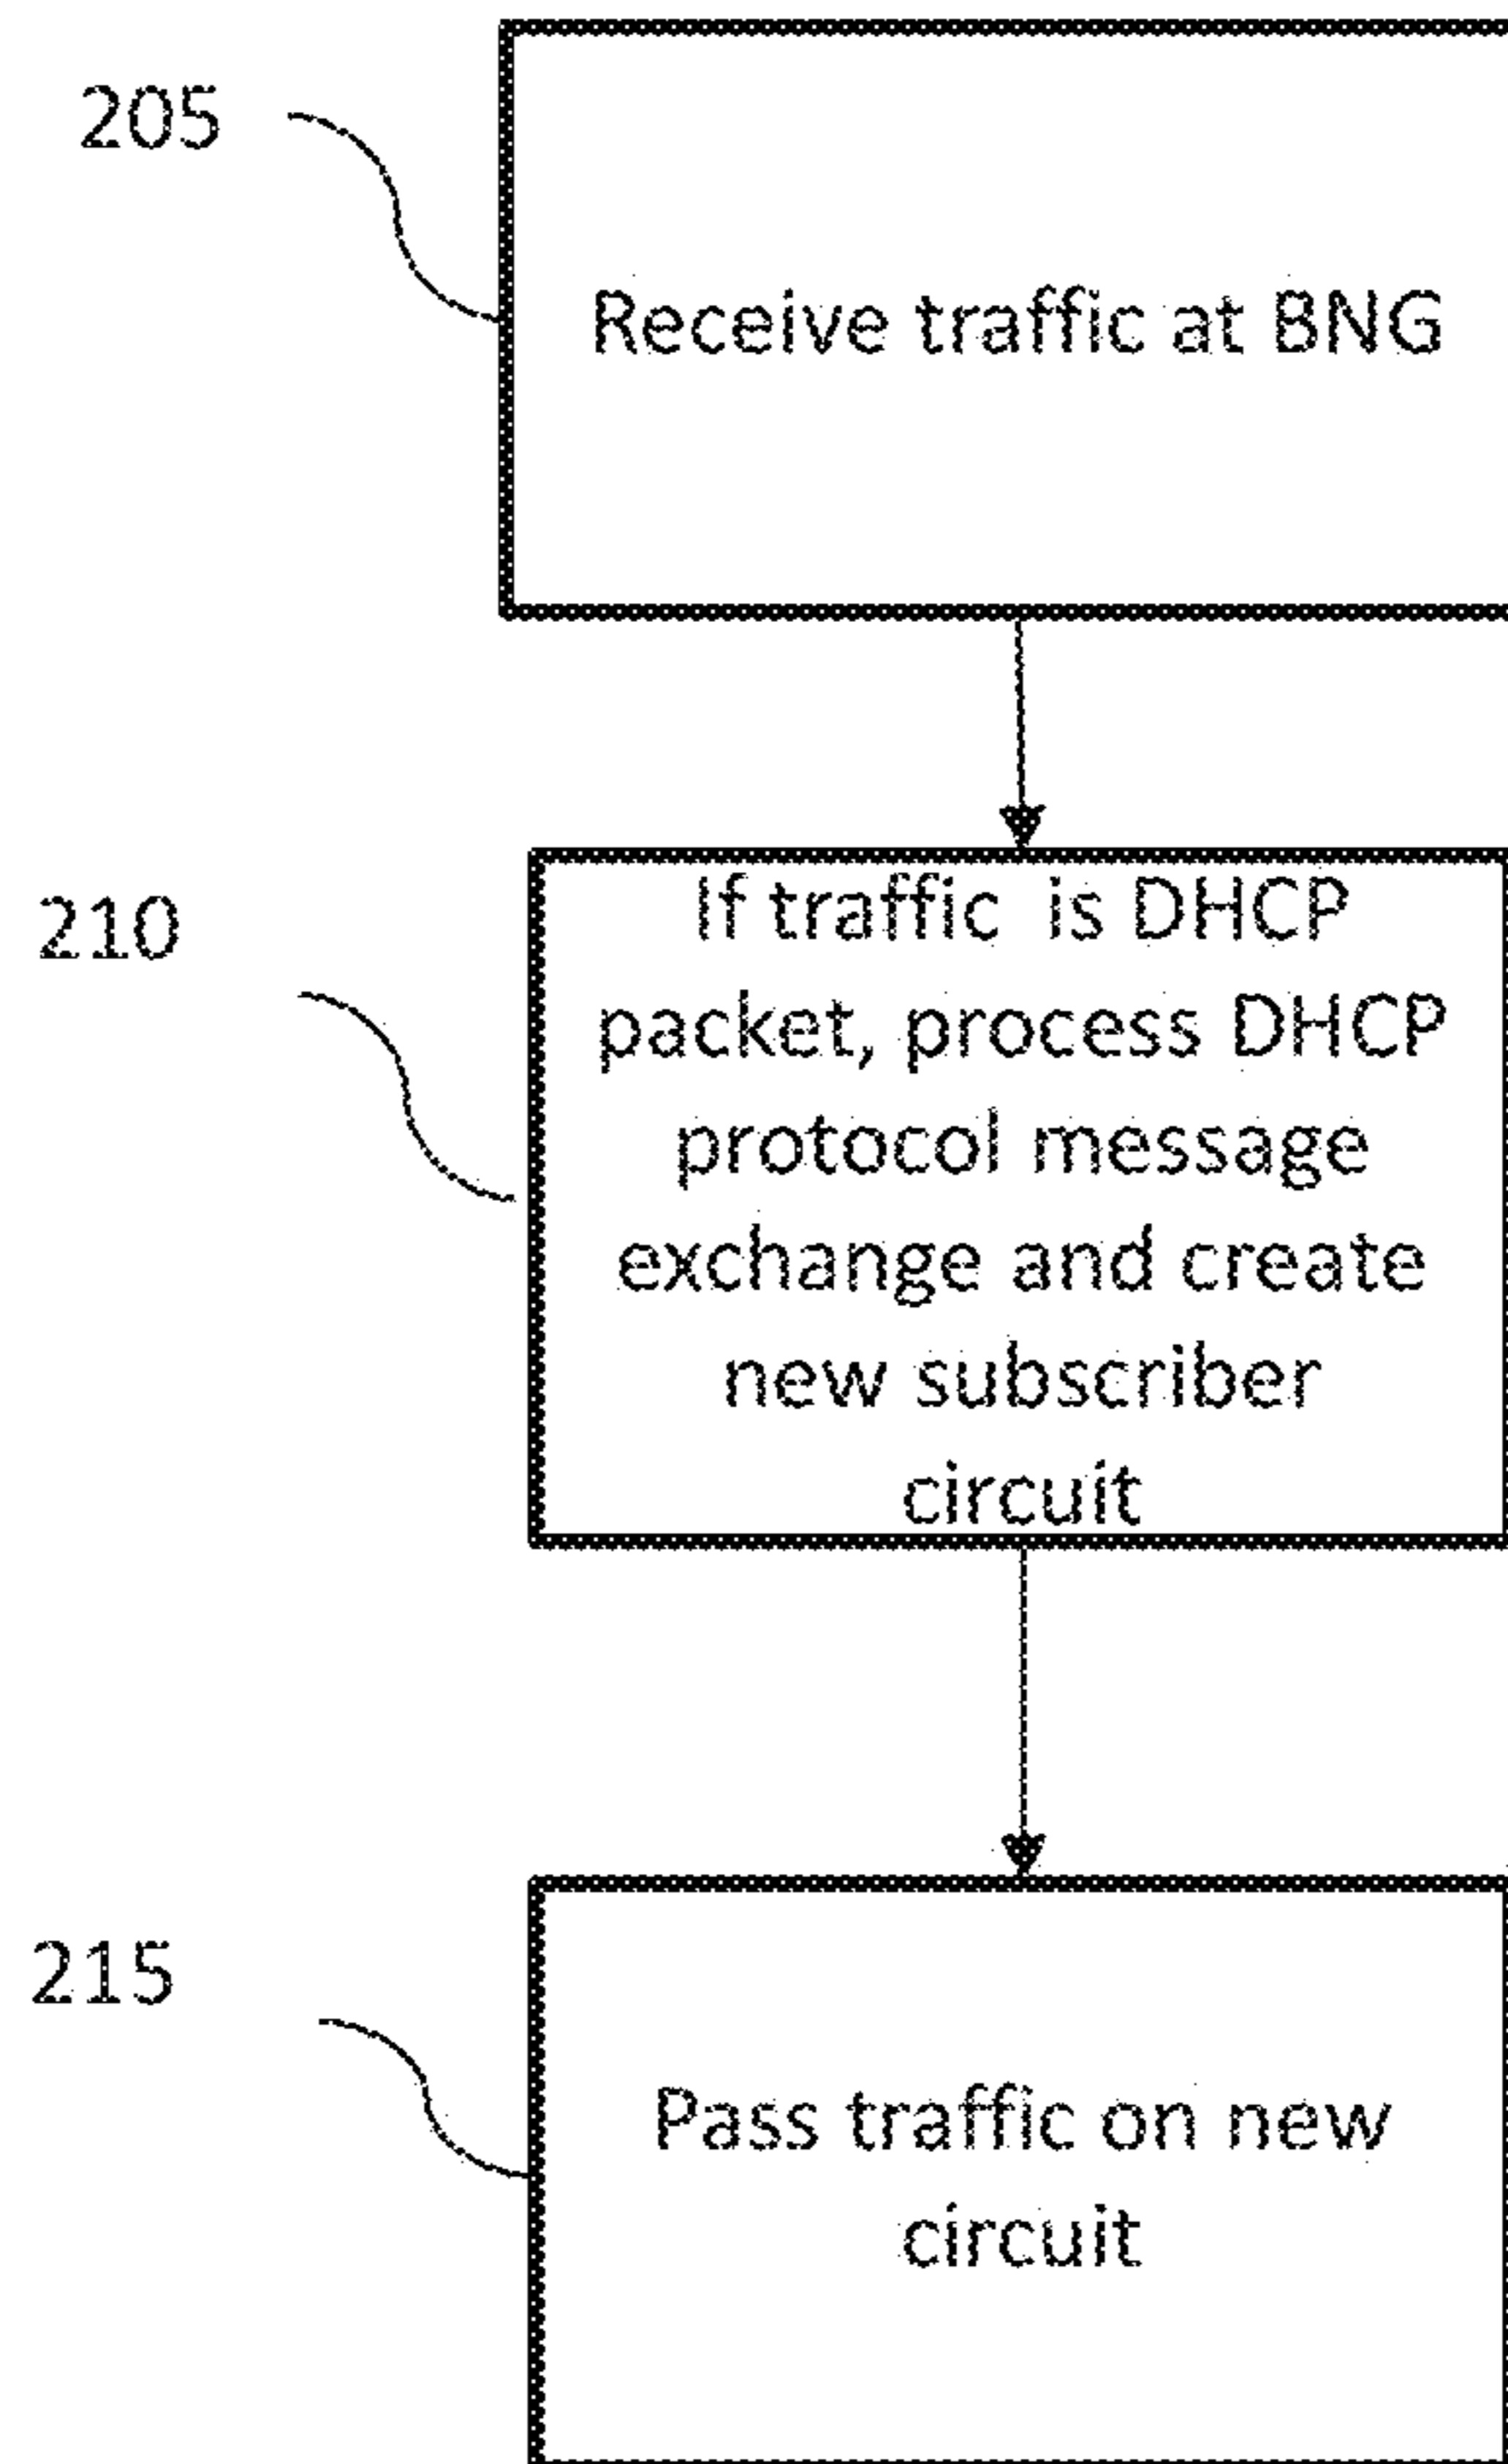 205
Receive traffic at BNG
210
If traffic is DHCP
packet, process DHCP
protocol message
exchange and create
new subscriber
circuit
215
Pass traffic on new
circuit